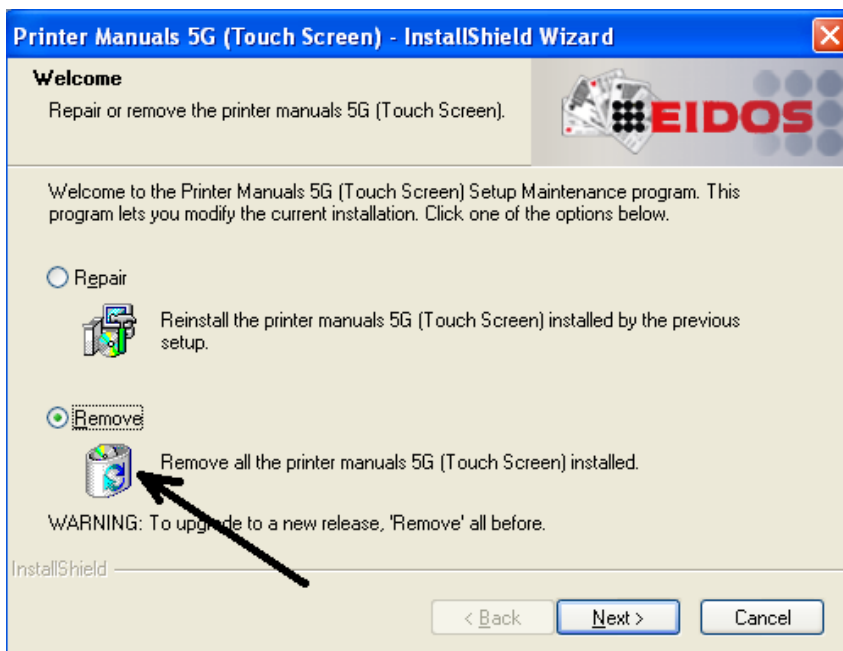 Printer Manuals 5G (Touch Screen) - InstallShield Wizard
Welcome
Repair or remove the printer manuals 5G (Touch Screen).
EIDOS
Welcome to the Printer Manuals 5G (Touch Screen) Setup Maintenance program. This
program lets you modify the current installation. Click one of the options below.
Repair
Reinstall the printer manuals 5G (Touch Screen) installed by the previous
setup.
Remove
Remove all the printer manuals 5G (Touch Screen) installed.
WARNING: To upgrade to a new release, 'Remove' all before.
InstallShield
< Back
Next >
Cancel